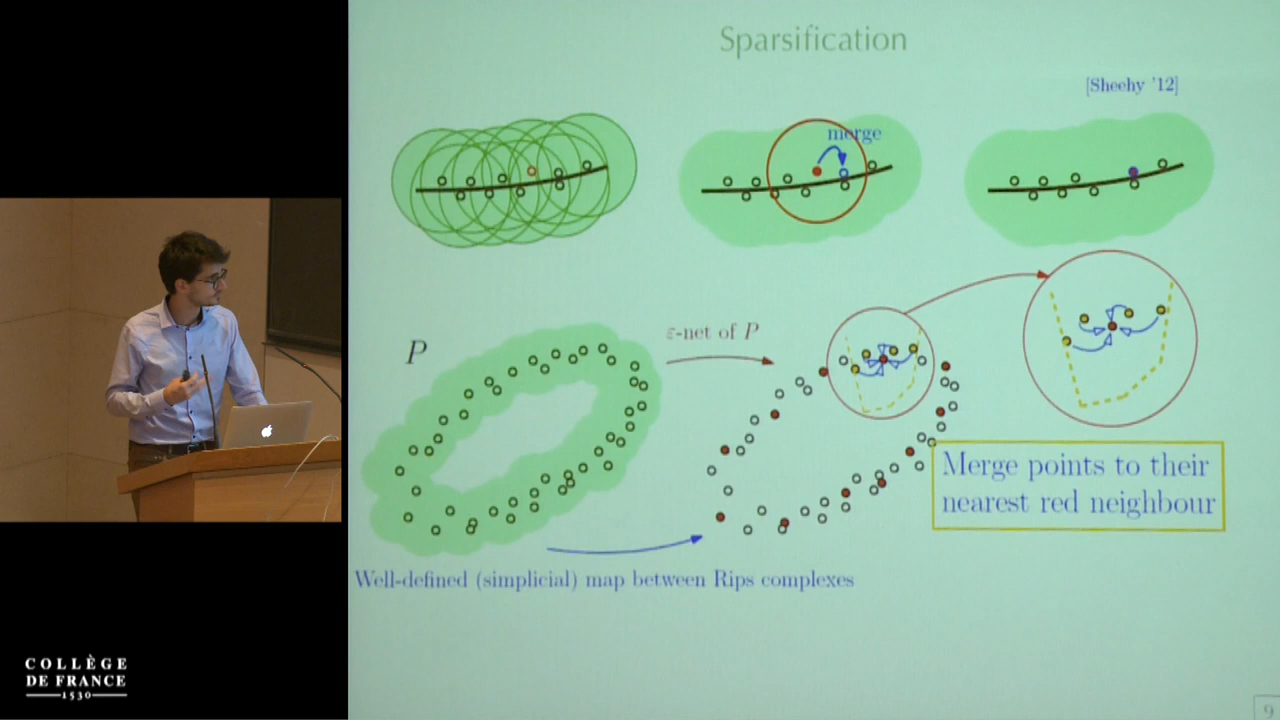 Sparsification
[Sheehy '12]
merge
P
ε-net of P
Merge points to their
nearest red neighbour
Well-defined (simplicial) map between Rips complexes
COLLÈGE
DE FRANCE
1530
9